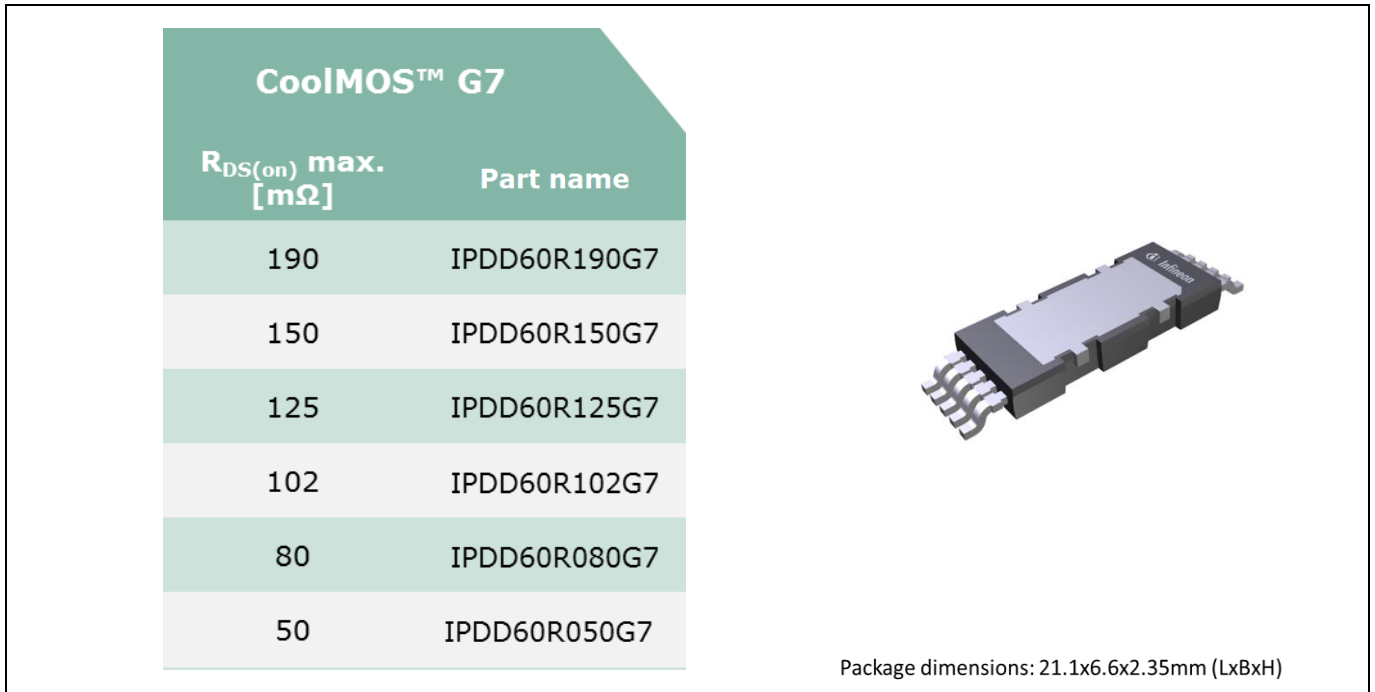 CoolMOS™ G7
RDS(on) max.
[mΩ]
Part name
190 IPDD60R190G7
150 IPDD60R150G7
125 IPDD60R125G7
102 IPDD60R102G7
80 IPDD60R080G7
50 IPDD60R050G7
Infineon
Package dimensions: 21.1x6.6x2.35mm (LxBxH)